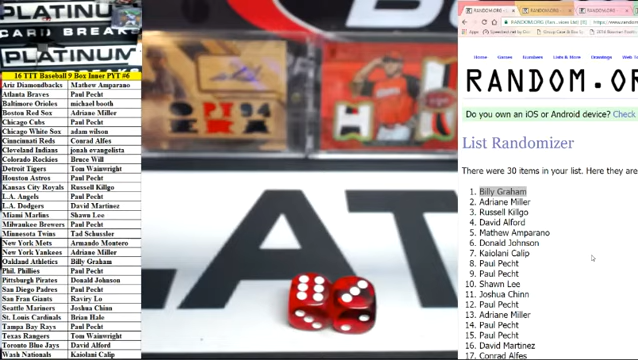 PLATINUM
CARD BREAK
PLATINUM
16 TTT Baseball 9 Box Inner PYT #6
Ariz Diamondbacks Mathew Amparano
Atlanta Braves Paul Pecht
Baltimore Orioles michael booth
Boston Red Sox Adriane Miller
Chicago Cubs Paul Pecht
Chicago White Sox adam wilson
Cincinnati Reds Conrad Alfes
Cleveland Indians jonah evangelista
Colorado Rockies Bruce Will
Detroit Tigers Tom Wainwright
Houston Astros Paul Pecht
Kansas City Royals Russell Killgo
L.A. Angels Paul Pecht
L.A. Dodgers David Martinez
Miami Marlins Shawn Lee
Milwaukee Brewers Paul Pecht
Minnesota Twins Tad Schussler
New York Mets Armando Montero
New York Yankees Adriane Miller
Oakland Athletics Billy Graham
Phil. Phillies Paul Pecht
Pittsburgh Pirates Donald Johnson
San Diego Padres Paul Pecht
San Fran Giants Raviry Lo
Seattle Mariners Joshua Chinn
St. Louis Cardinals Brian Hale
Tampa Bay Rays Paul Pecht
Texas Rangers Tom Wainwright
Toronto Blue Jays David Alford
Wash Nationals Kaiolani Calip
LAT
RANDOM.OR
Do you own an iOS or Android device? Check
List Randomizer
There were 30 items in your list. Here they are
1. Billy Graham
2. Adriane Miller
3. Russell Killgo
4. David Alford
5. Mathew Amparano
6. Donald Johnson
7. Kaiolani Calip
8. Paul Pecht
9. Paul Pecht
10. Shawn Lee
11. Joshua Chinn
12. Paul Pecht
13. Adriane Miller
14. Paul Pecht
15. Paul Pecht
16. David Martinez
17. Conrad Alfes